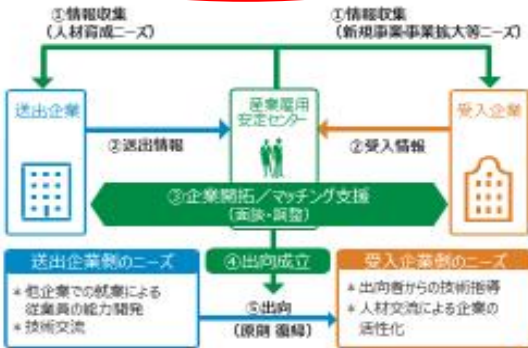 ①情報収集
(人材育成ニーズ)
①情報収集
(新規事業事業拡大等ニーズ)
送出企業
産業雇用
安定センター
受入企業
②送出情報
②受入情報
③企業開拓/マッチング支援
(面談・調整)
送出企業側のニーズ
④出向成立
受入企業側のニーズ
*他企業での就業による
従業員の能力開発
*技術交流
⑤出向
(原則 復帰)
*出向者からの技術指導
*人材交流による企業の
活性化